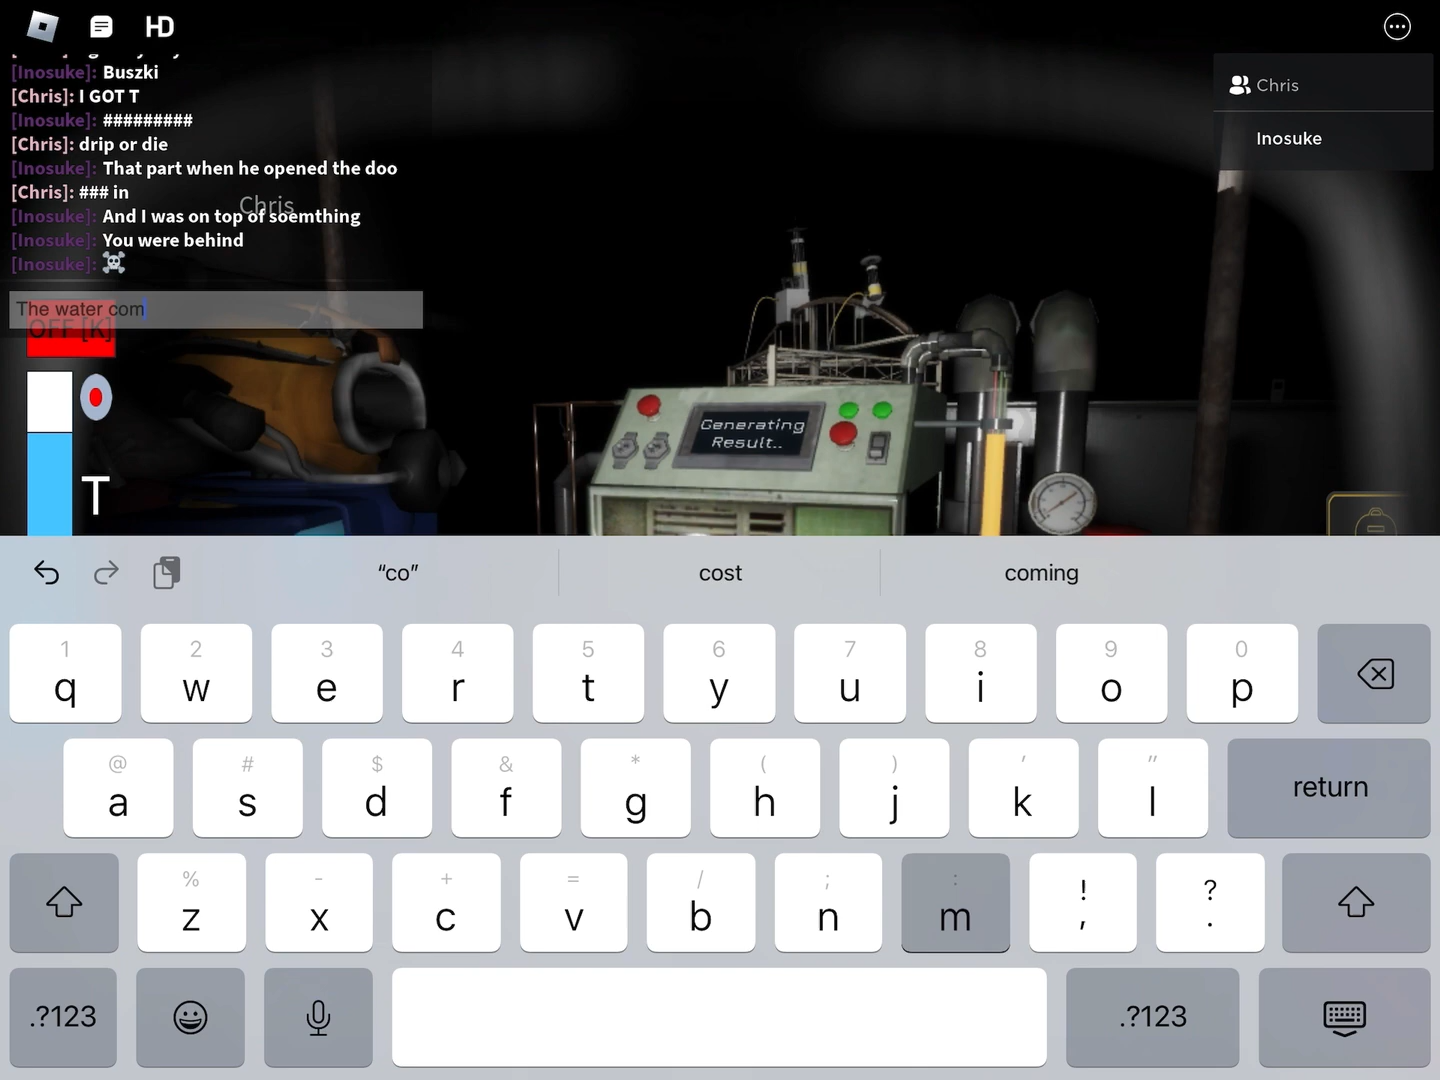 HD
[Inosuke]: Buszki
[Chris]: I GOT T
[Inosuke]: #########
[Chris]: drip or die
[Inosuke]: That part when he opened the doo
[Chris]: ### in
[Inosuke]: And I was on top of soemthing
[Inosuke]: You were behind
[Inosuke]: ☠️
Chris
The water com
OFF [K]
T
Chris
Inosuke
Generating
Result..
“co” cost coming
1 2 3 4 5 6 7 8 9 0
q w e r t y u i o p
@ # $ & * ( ) ' "
a s d f g h j k l return
% - + = / ; : ! ?
z x c v b n m , .
.?123 .?123